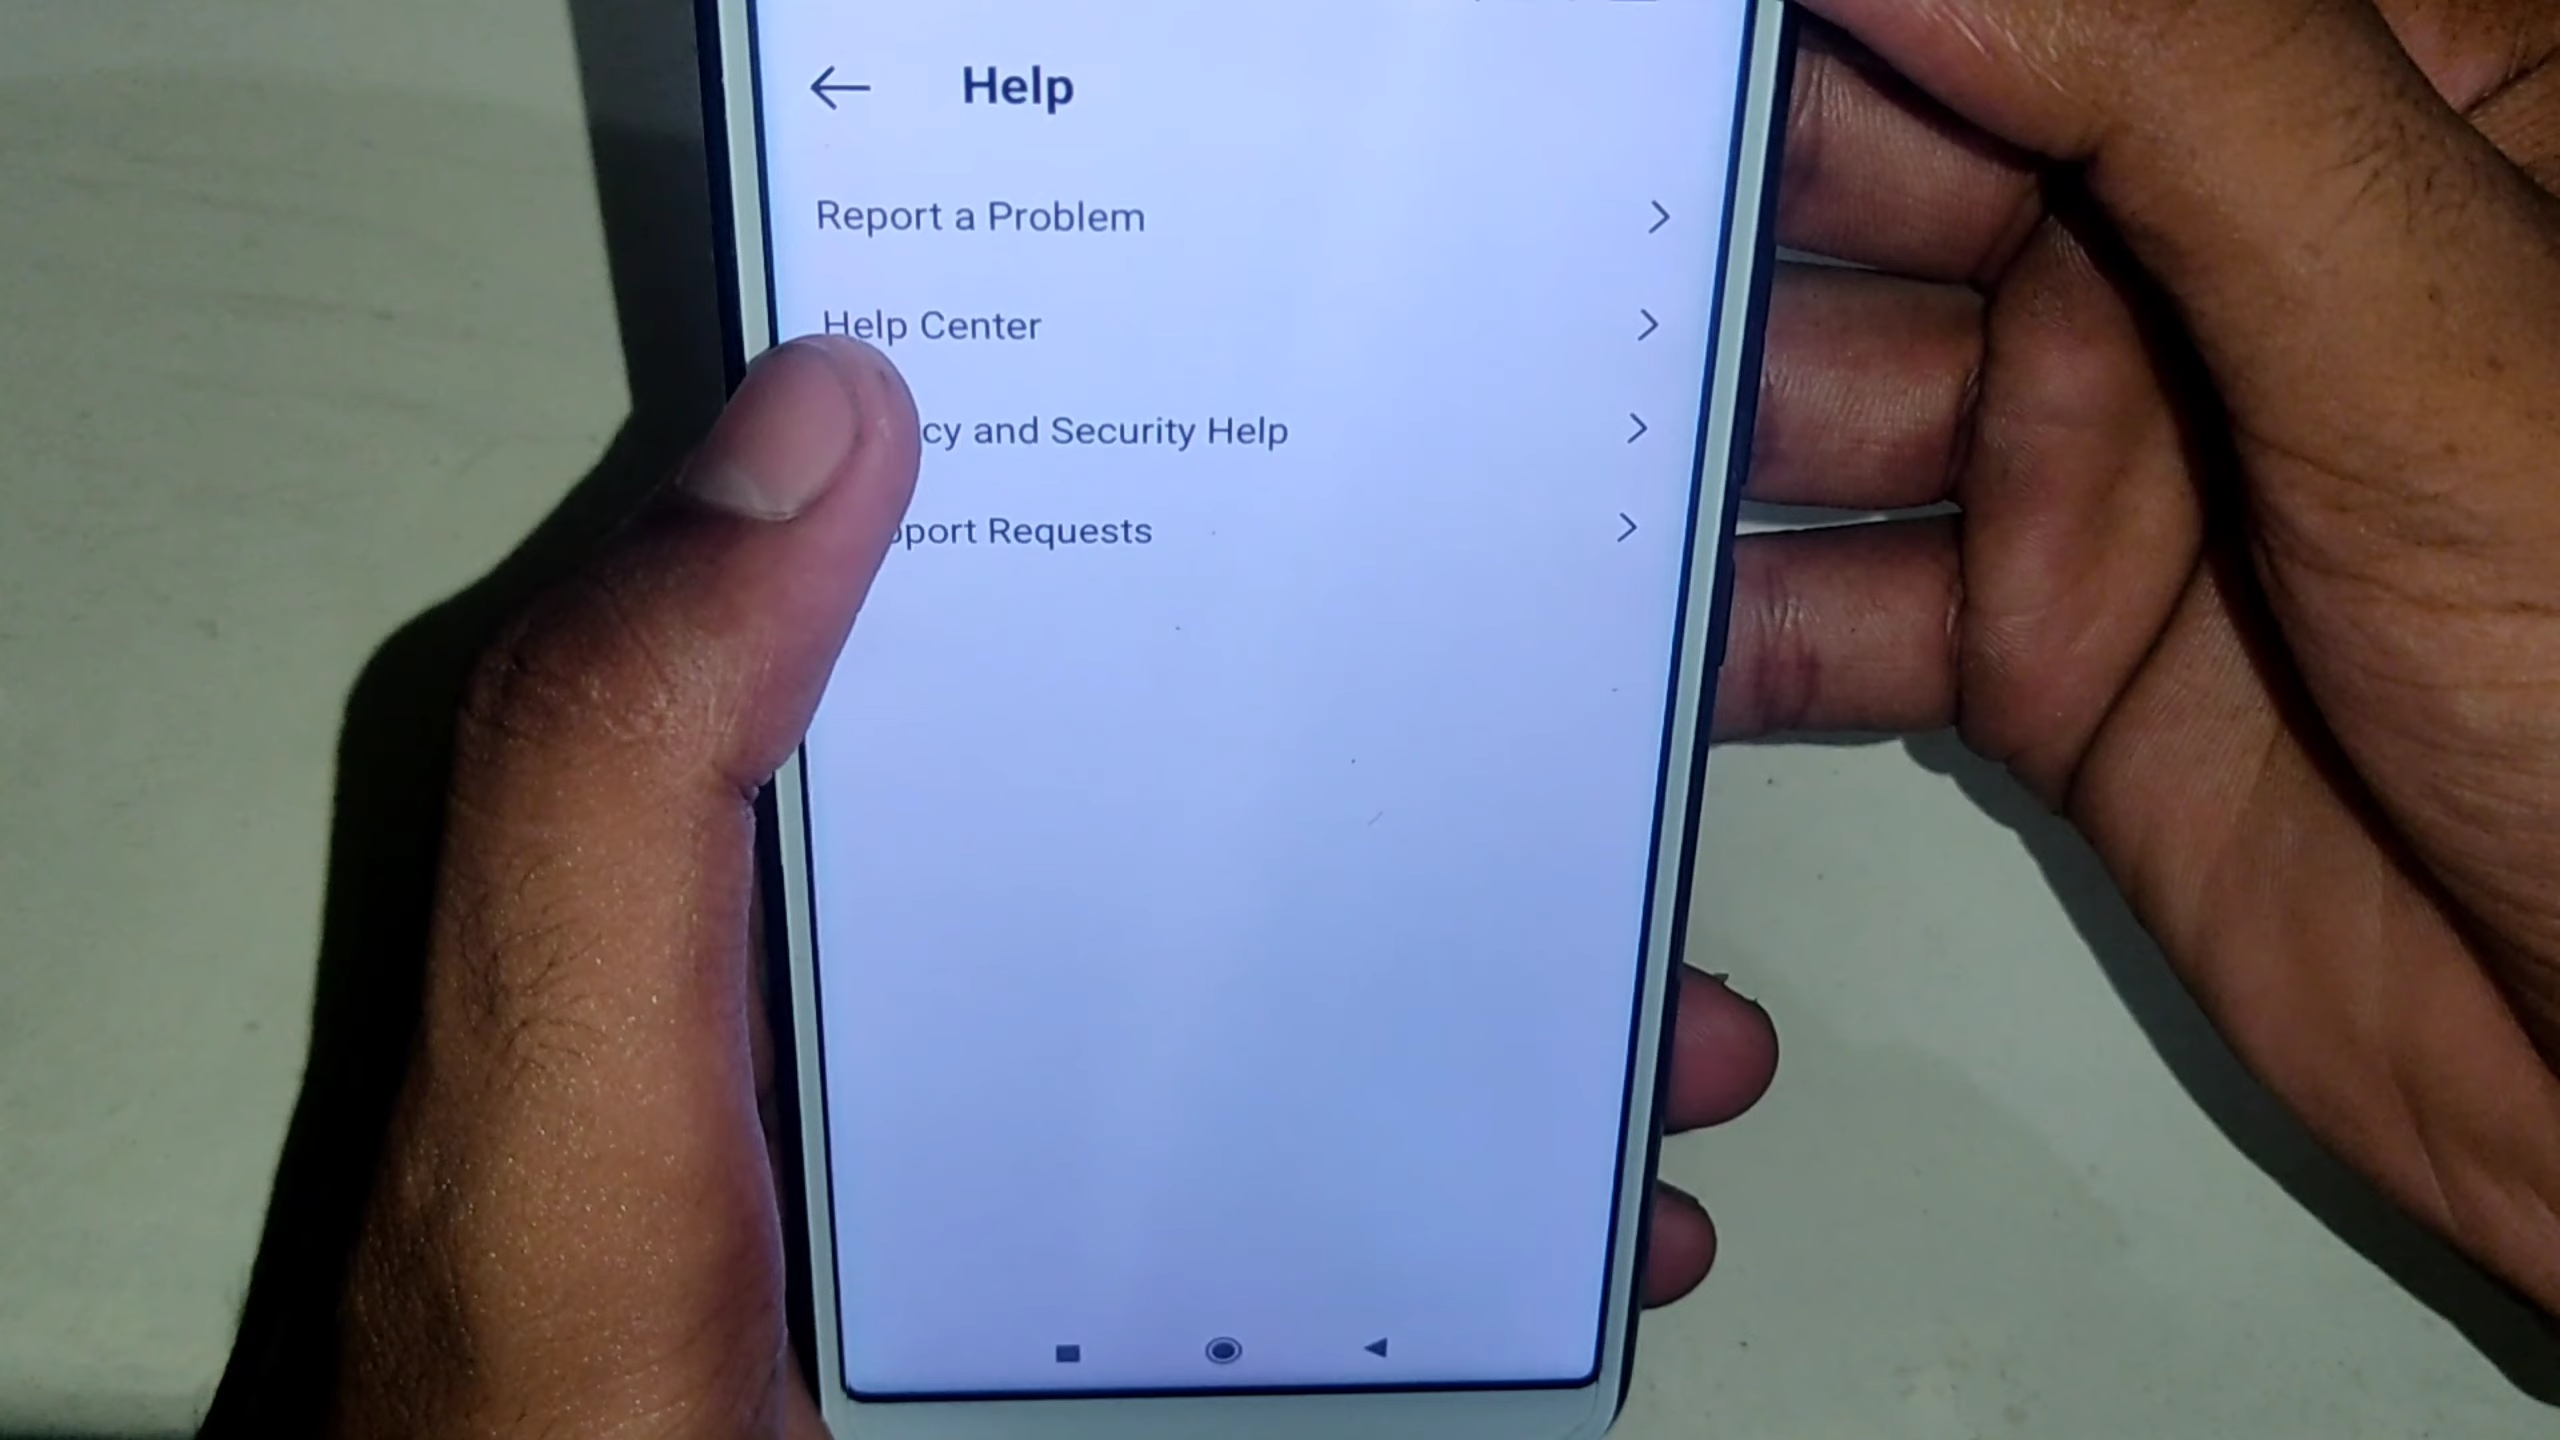 Help
Report a Problem
Help Center
cy and Security Help
port Requests